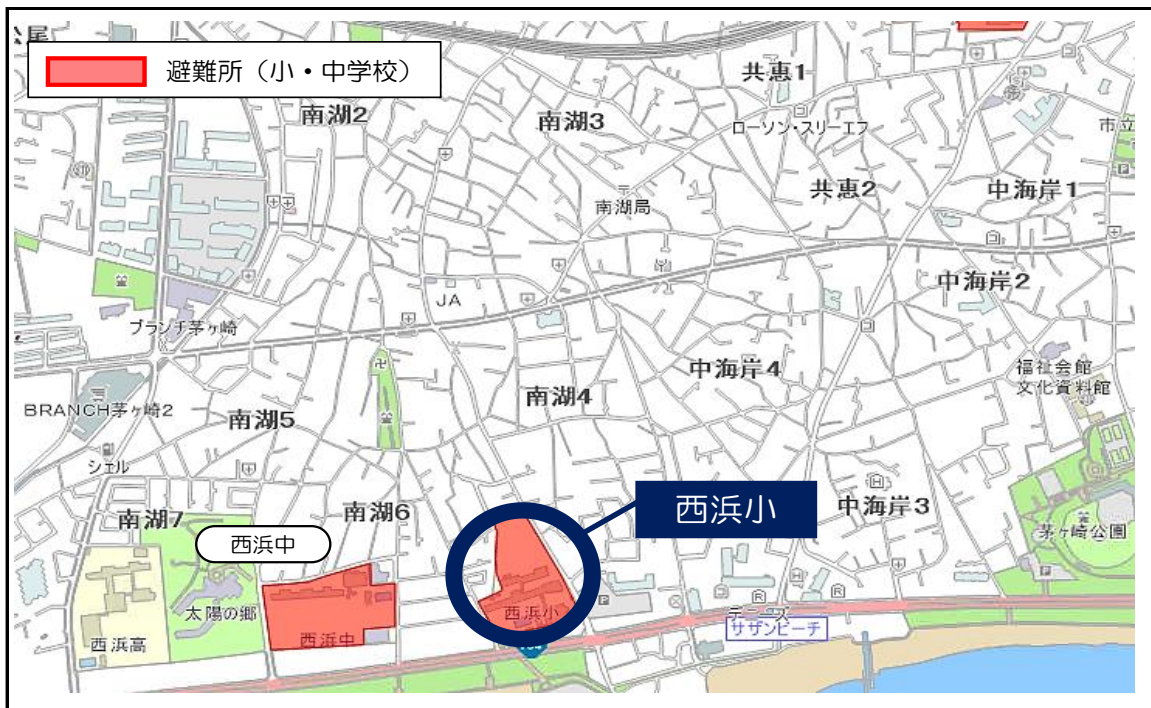 松尾
避難所（小・中学校）
共恵1
南湖2
南湖3
ローソン・スリーエフ
市立
共恵2
中海岸1
南湖局
中海岸2
JA
ブランチ茅ヶ崎
中海岸4
福祉会館
文化資料館
南湖4
BRANCH茅ヶ崎2
南湖5
シェル
南湖6
西浜小
中海岸3
南湖7
西浜中
茅ヶ崎公園
太陽の郷
西浜小
デニーズ
西浜高
西浜中
サザンビーチ